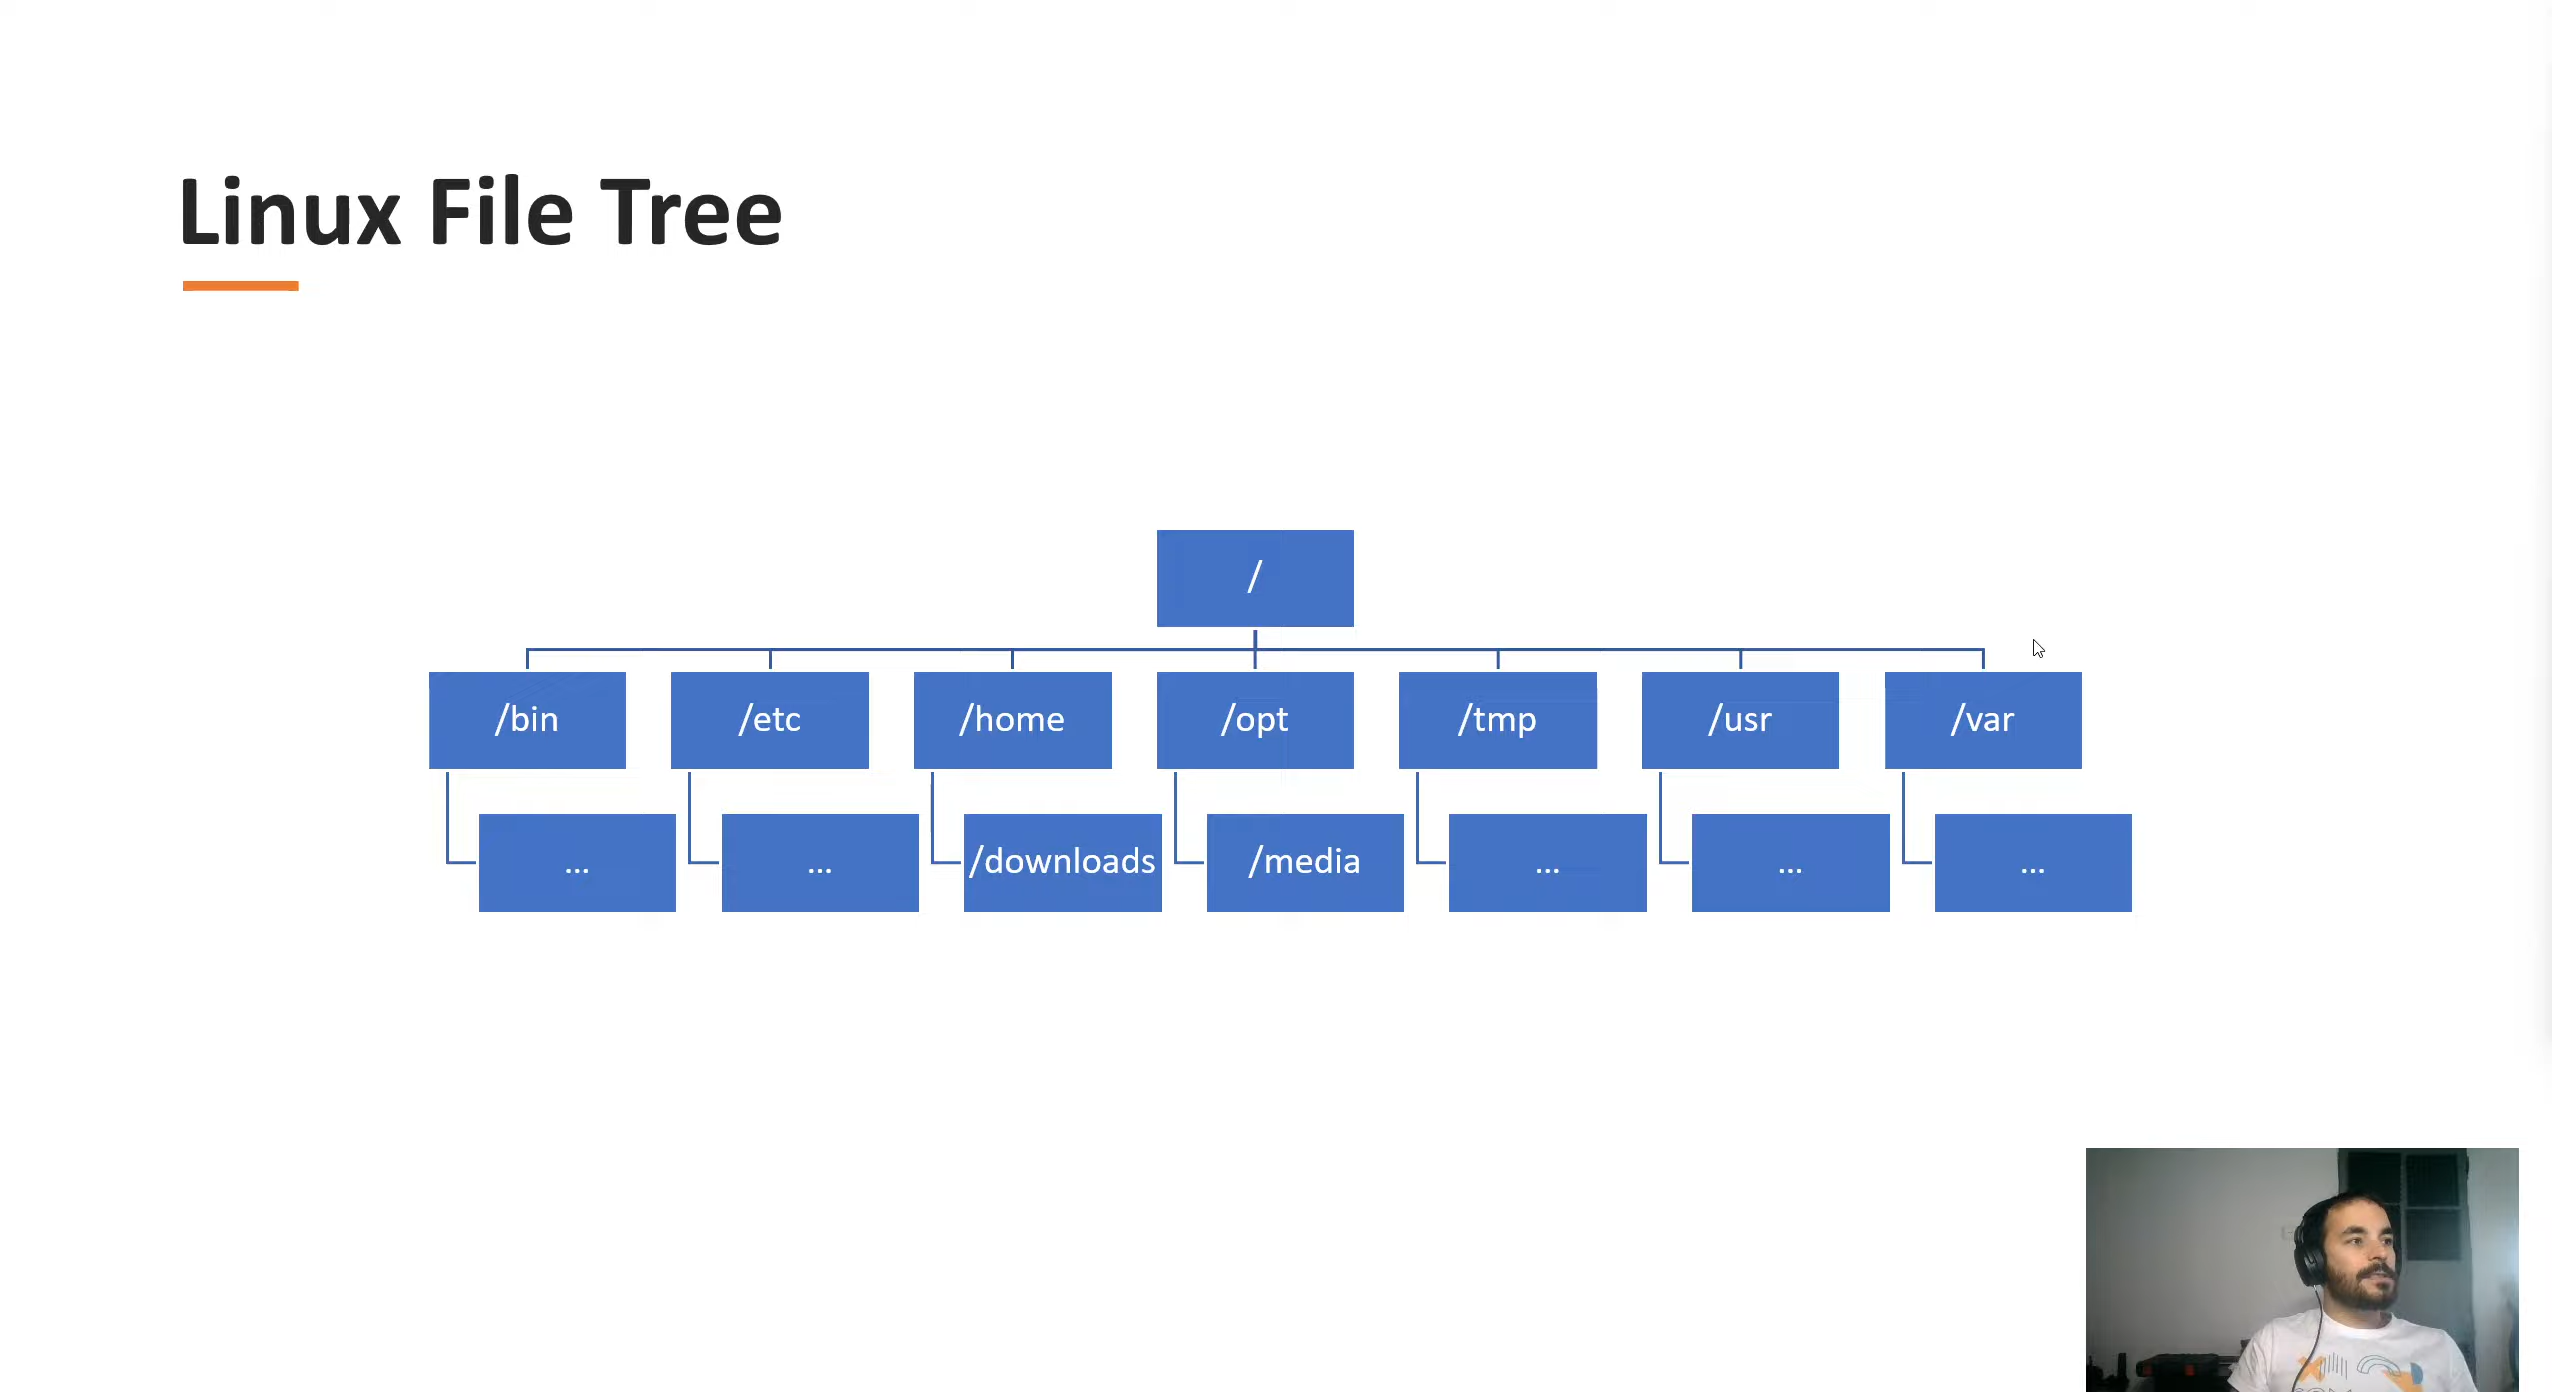 Linux File Tree
/
/bin
/etc
/home
/opt
/tmp
/usr
/var
...
...
/downloads
/media
...
...
...